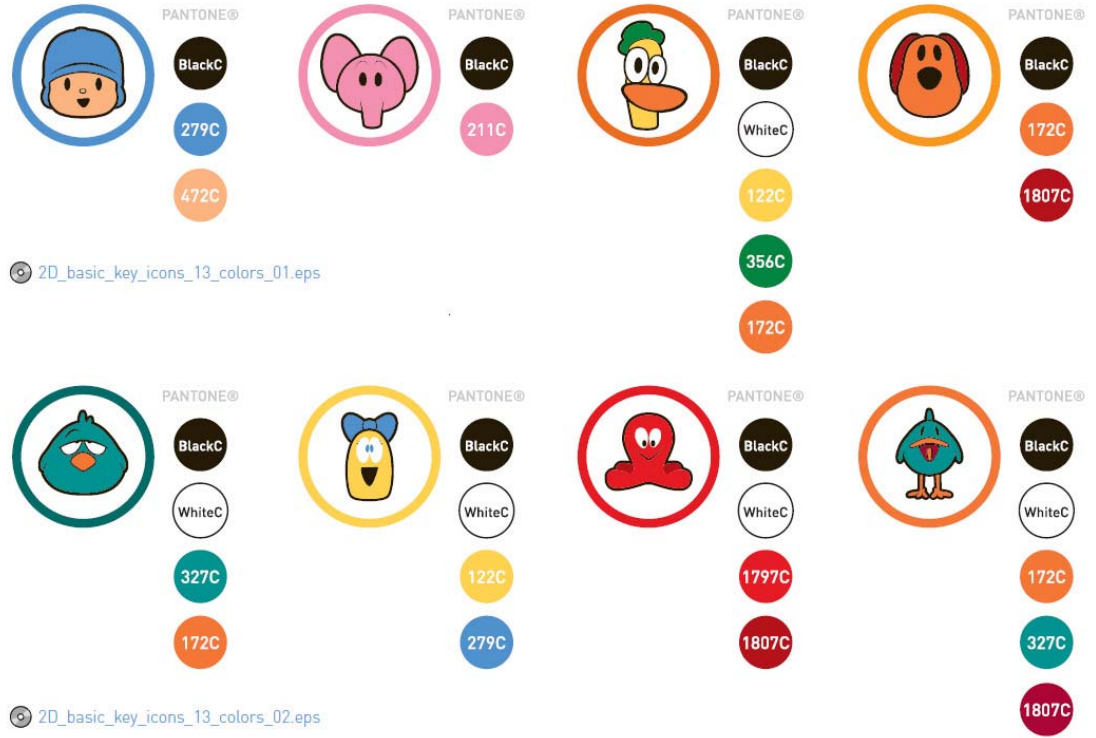 PANTONE®
BlackC
279C
472C
PANTONE®
BlackC
211C
PANTONE®
BlackC
WhiteC
122C
356C
172C
PANTONE®
BlackC
172C
1807C
2D_basic_key_icons_13_colors_01.eps
PANTONE®
BlackC
WhiteC
327C
172C
PANTONE®
BlackC
WhiteC
122C
279C
PANTONE®
BlackC
WhiteC
1797C
1807C
PANTONE®
BlackC
WhiteC
172C
327C
1807C
2D_basic_key_icons_13_colors_02.eps